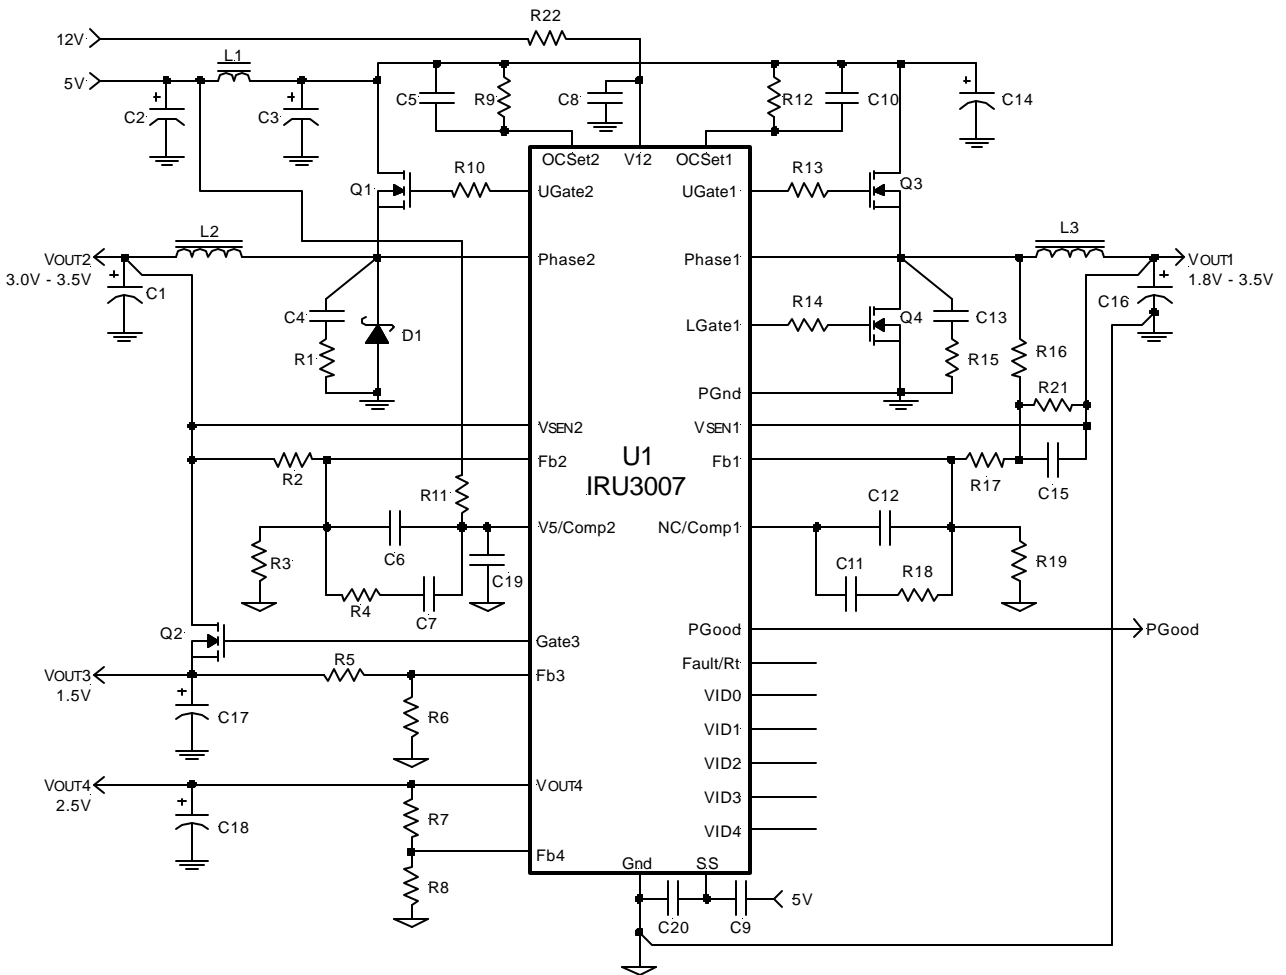 R22
12V
L1
5V
C2
C3
C5
R9
C8
R12
C10
C14
OCSet2
V12
OCSet1
R10
R13
Q1
UGate2
UGate1
Q3
L2
L3
VOUT2
3.0V - 3.5V
Phase2
Phase1
VOUT1
1.8V - 3.5V
C1
C16
C4
R14
LGate1
Q4
C13
D1
R1
R15
R16
R21
PGnd
VSEN2
VSEN1
R2
Fb2
U1
IRU3007
Fb1
R17
C15
R11
C12
V5/Comp2
NC/Comp1
R3
C6
C19
C11
R18
R19
R4
C7
Q2
Gate3
PGood
PGood
VOUT3
1.5V
R5
Fb3
Fault/Rt
VID0
C17
R6
VID1
VID2
VOUT4
2.5V
VOUT4
VID3
C18
R7
VID4
Fb4
Gnd
SS
R8
C20
C9
5V